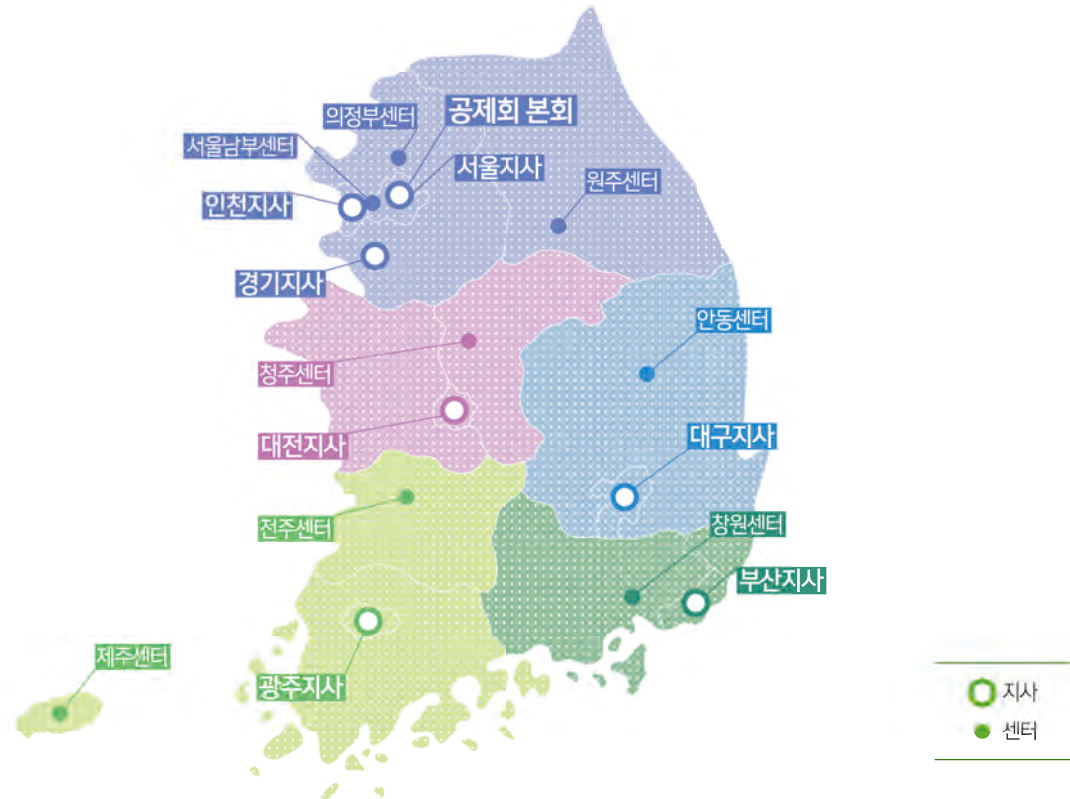 의정부센터
공제회 본회
서울남부센터
서울지사
원주센터
인천지사
경기지사
안동센터
청주센터
대전지사
대구지사
전주센터
창원센터
부산지사
제주센터
광주지사
지사
센터